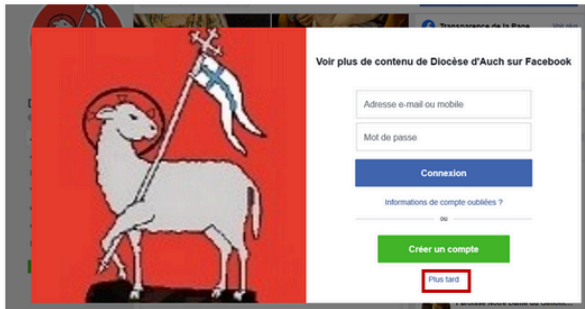 Transparence de la Page
Voir plus de contenu de Diocèse d'Auch sur Facebook
Adresse e-mail ou mobile
Mot de passe
Connexion
Informations de compte oubliées ?
ou
Créer un compte
Plus tard